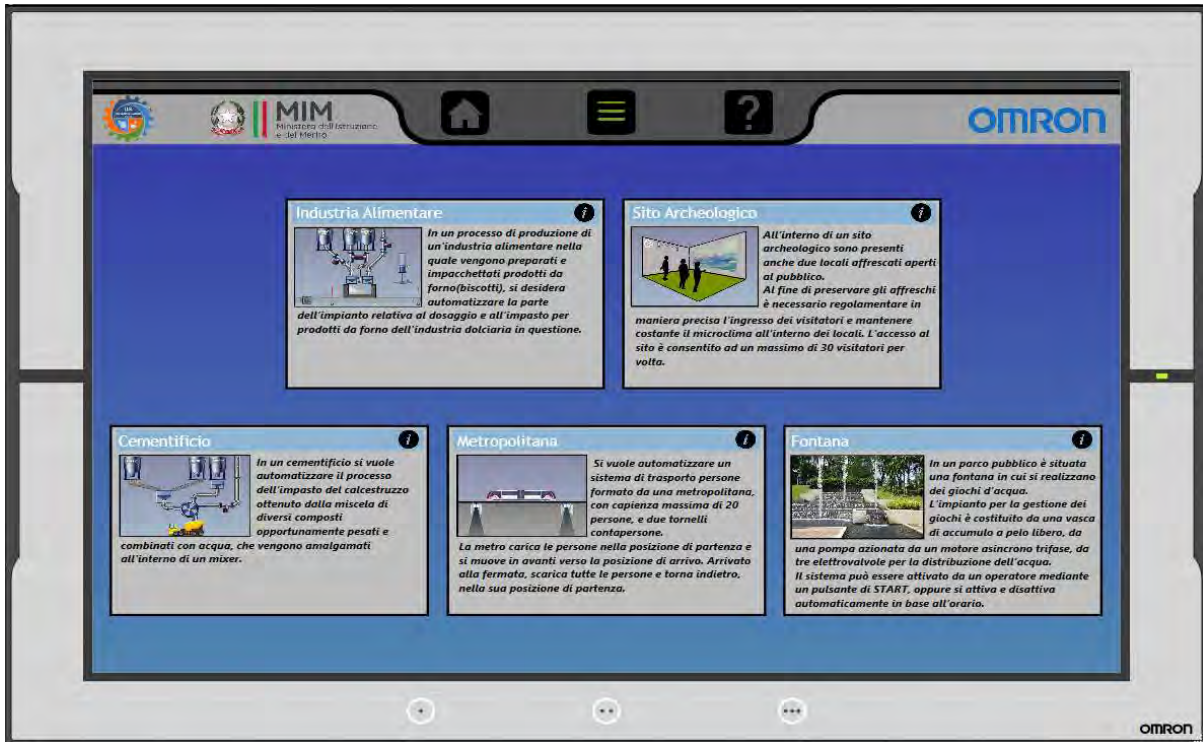 MIM
Ministero dell'Istruzione
e del Merito
?
OMRON
Industria Alimentare
i
In un processo di produzione di
un'industria alimentare nella
quale vengono preparati e
impacchettati prodotti da
forno(biscotti), si desidera
automatizzare la parte
dell'impianto relativa al dosaggio e all'impasto per
prodotti da forno dell'industria dolciaria in questione.
Sito Archeologico
i
All'interno di un sito
archeologico sono presenti
anche due locali affrescati aperti
al pubblico.
Al fine di preservare gli affreschi
è necessario regolamentare in
maniera precisa l'ingresso dei visitatori e mantenere
costante il microclima all'interno dei locali. L'accesso al
sito è consentito ad un massimo di 30 visitatori per
volta.
Cementificio
i
In un cementificio si vuole
automatizzare il processo
dell'impasto del calcestruzzo
ottenuto dalla miscela di
diversi composti
opportunamente pesati e
combinati con acqua, che vengono amalgamati
all'interno di un mixer.
Metropolitana
i
Si vuole automatizzare un
sistema di trasporto persone
formato da una metropolitana,
con capienza massima di 20
persone, e due tornelli
contapersone.
La metro carica le persone nella posizione di partenza e
si muove in avanti verso la posizione di arrivo. Arrivato
alla fermata, scarica tutte le persone e torna indietro,
nella sua posizione di partenza.
Fontana
i
In un parco pubblico è situata
una fontana in cui si realizzano
dei giochi d'acqua.
L'impianto per la gestione dei
giochi è costituito da una vasca
di accumulo a pelo libero, da
una pompa azionata da un motore asincrono trifase, da
tre elettrovalvole per la distribuzione dell'acqua.
Il sistema può essere attivato da un operatore mediante
un pulsante di START, oppure si attiva e disattiva
automaticamente in base all'orario.
OMRON